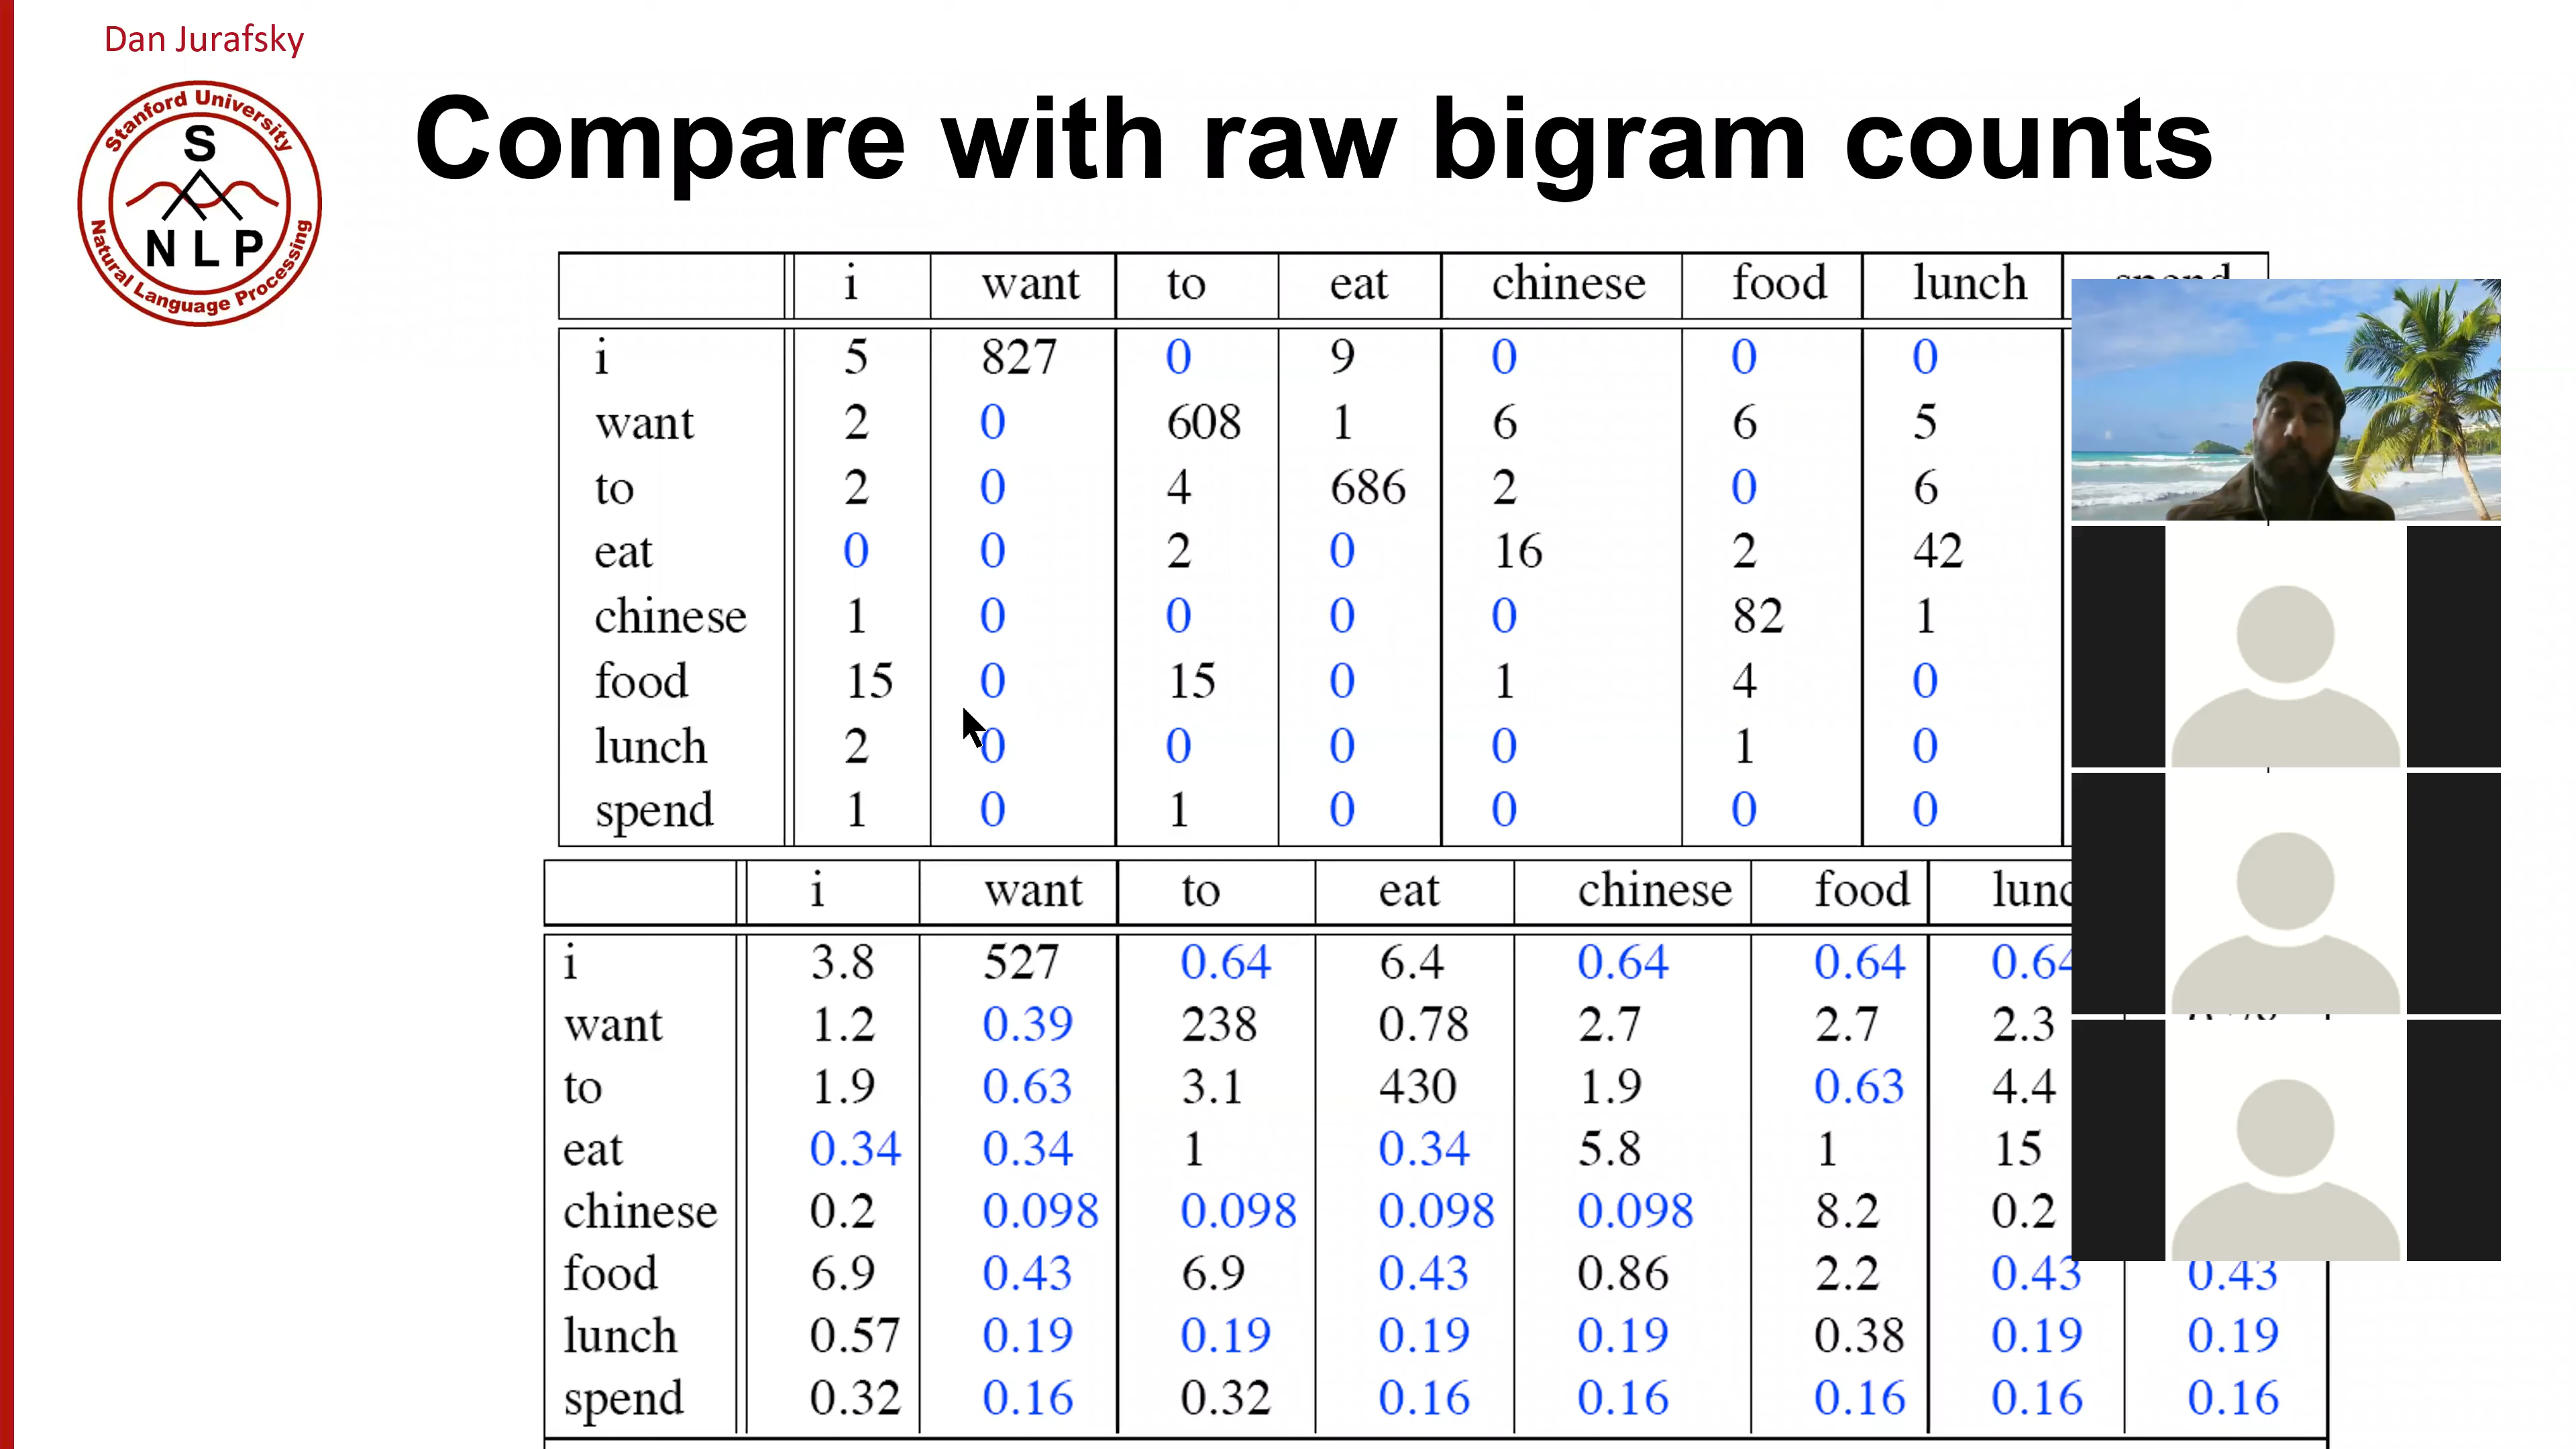 Dan Jurafsky
Stanford University
S
NLP
Natural Language Processing
Compare with raw bigram counts
i want to eat chinese food lunch spend
i 5 827 0 9 0 0 0
want 2 0 608 1 6 6 5
to 2 0 4 686 2 0 6
eat 0 0 2 0 16 2 42
chinese 1 0 0 0 0 82 1
food 15 0 15 0 1 4 0
lunch 2 0 0 0 0 1 0
spend 1 0 1 0 0 0 0
i want to eat chinese food
i 3.8 527 0.64 6.4 0.64 0.64 0.64
want 1.2 0.39 238 0.78 2.7 2.7 2.3
to 1.9 0.63 3.1 430 1.9 0.63 4.4
eat 0.34 0.34 1 0.34 5.8 1 15
chinese 0.2 0.098 0.098 0.098 0.098 8.2 0.2
food 6.9 0.43 6.9 0.43 0.86 2.2 0.43 0.43
lunch 0.57 0.19 0.19 0.19 0.19 0.38 0.19 0.19
spend 0.32 0.16 0.32 0.16 0.16 0.16 0.16 0.16